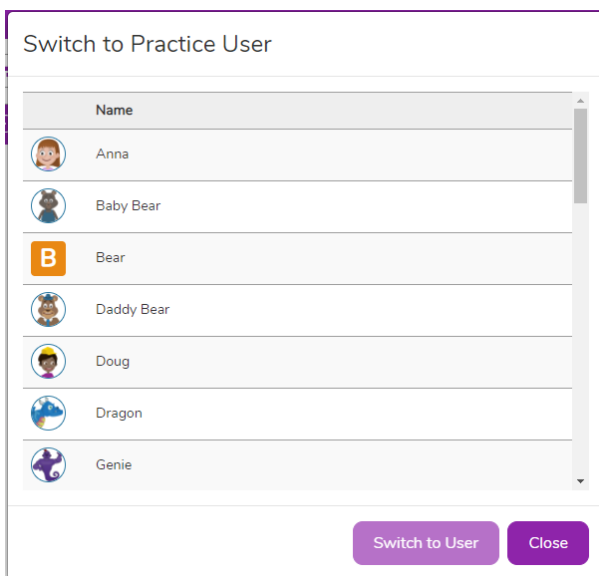 Switch to Practice User
Name
Anna
Baby Bear
B Bear
Daddy Bear
Doug
Dragon
Genie
Switch to User Close